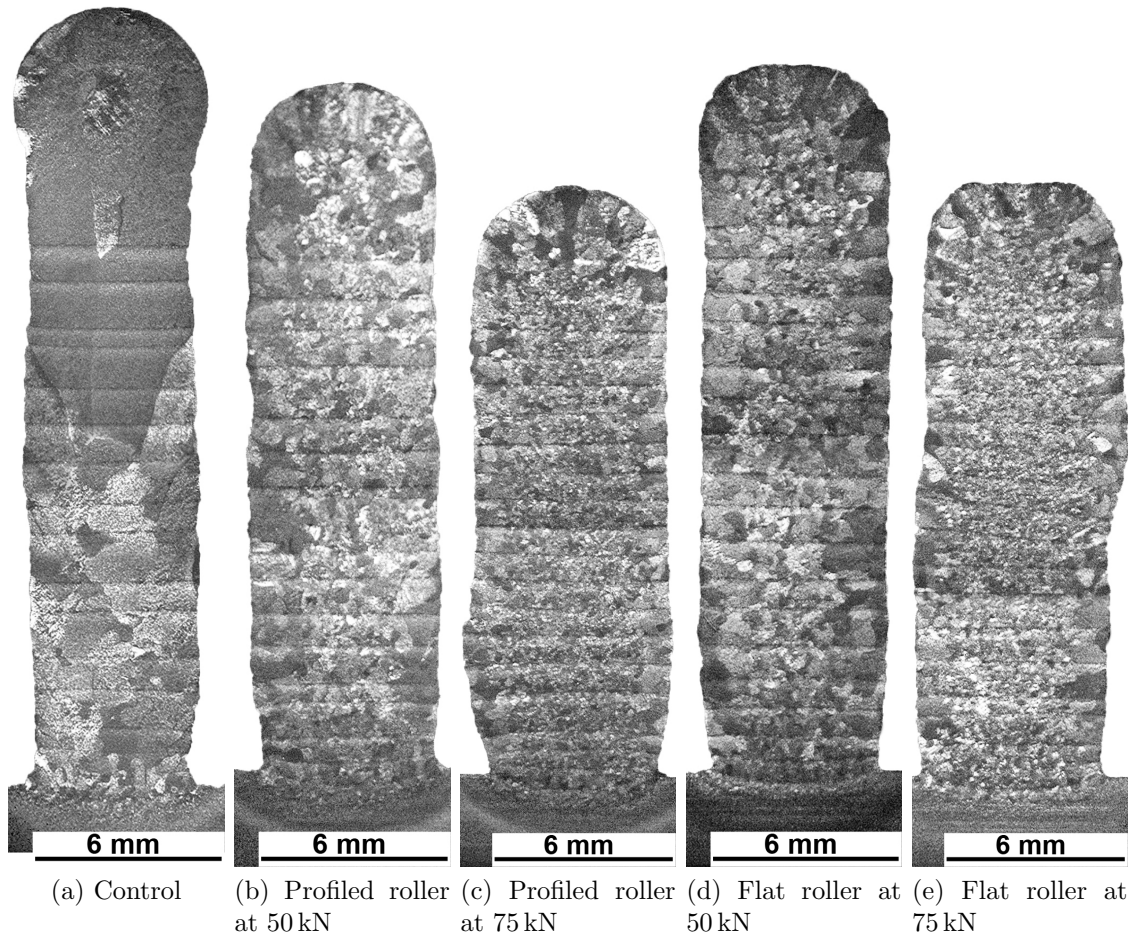 6 mm
6 mm
6 mm
6 mm
6 mm
(a) Control
(b) Profiled roller
at 50 kN
(c) Profiled roller
at 75 kN
(d) Flat roller at
50 kN
(e) Flat roller at
75 kN